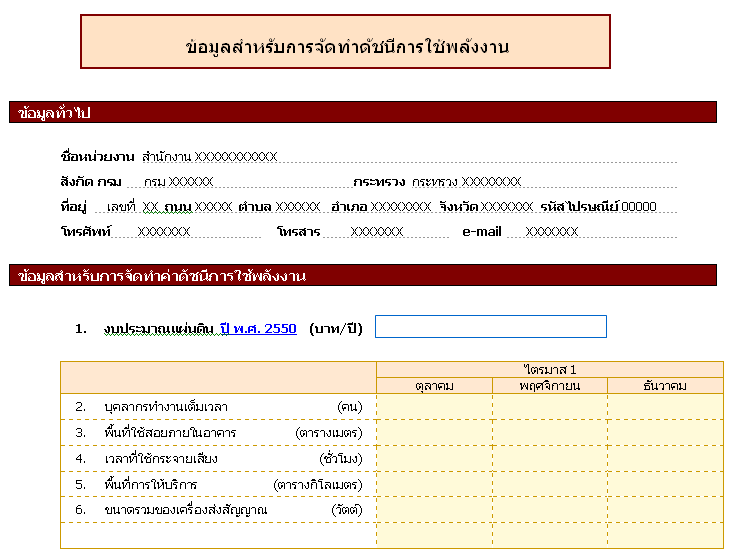 ข้อมูลสำหรับการจัดทำดัชนีการใช้พลังงาน
ข้อมูลทั่วไป
ชื่อหน่วยงาน สำนักงาน XXXXXXXXXXX
สังกัด กรม กรม XXXXXX กระทรวง กระทรวง XXXXXXXX
ที่อยู่ เลขที่ XX ถนน XXXXX ตำบล XXXXXX อำเภอ XXXXXXXX จังหวัด XXXXXXX รหัสไปรษณีย์ 00000
โทรศัพท์ XXXXXXX โทรสาร XXXXXXX e-mail XXXXXXX
ข้อมูลสำหรับการจัดทำค่าดัชนีการใช้พลังงาน
1. งบประมาณแผ่นดิน ปี พ.ศ. 2550 (บาท/ปี)
ไตรมาส 1
ตุลาคม พฤศจิกายน ธันวาคม
2. บุคลากรทำงานเต็มเวลา (คน)
3. พื้นที่ใช้สอยภายในอาคาร (ตารางเมตร)
4. เวลาที่ใช้กระจายเสียง (ชั่วโมง)
5. พื้นที่การให้บริการ (ตารางกิโลเมตร)
6. ขนาดรวมของเครื่องส่งสัญญาณ (วัตต์)